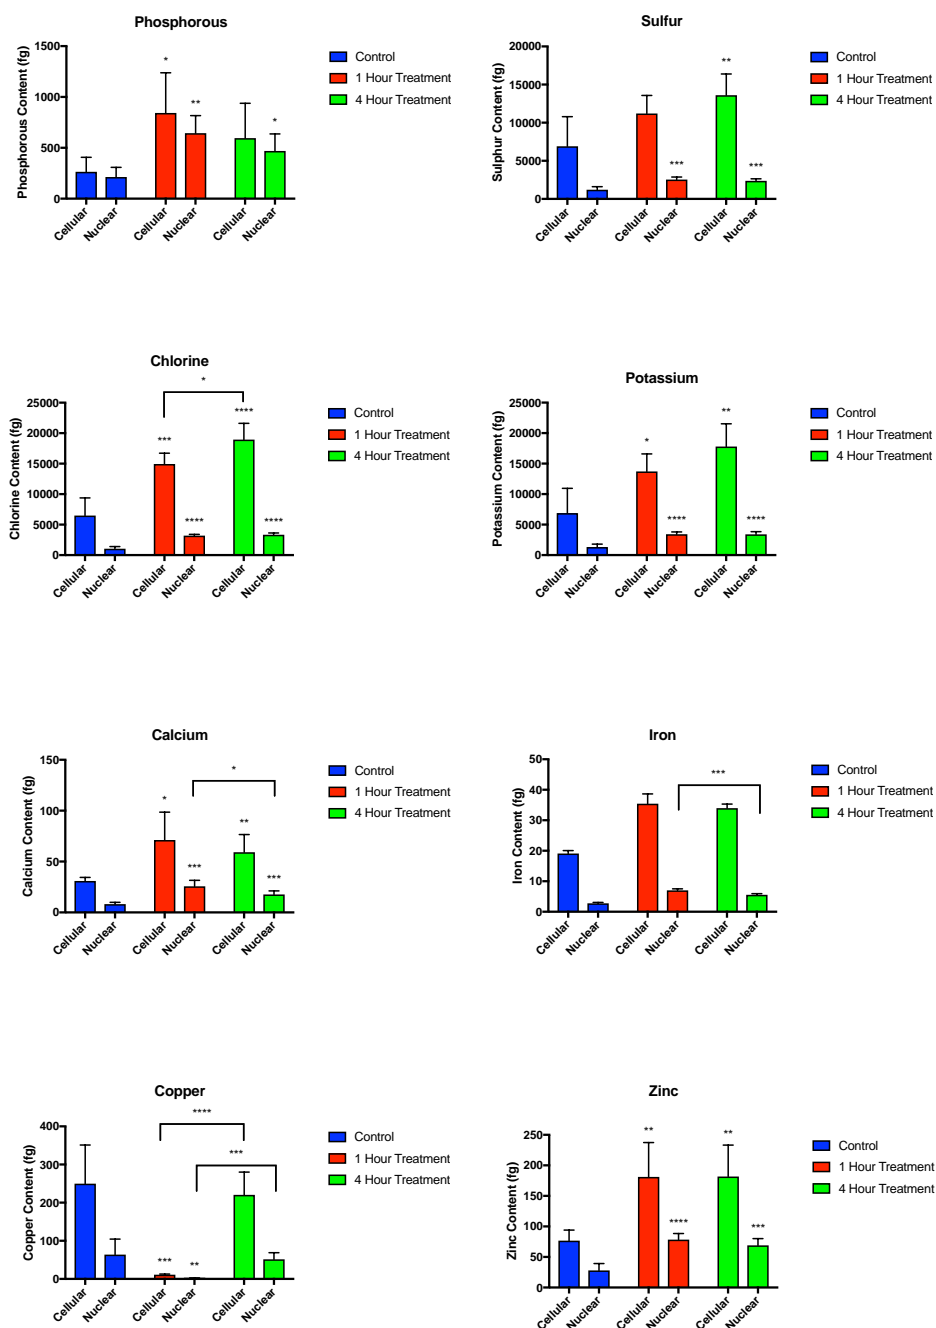 Phosphorous
Phosphorous Content (fg)
1500
1000
500
0
*
**
*
Cellular
Nuclear
Cellular
Nuclear
Cellular
Nuclear
Control
1 Hour Treatment
4 Hour Treatment
Sulfur
Sulphur Content (fg)
20000
15000
10000
5000
0
***
**
***
Cellular
Nuclear
Cellular
Nuclear
Cellular
Nuclear
Control
1 Hour Treatment
4 Hour Treatment
Chlorine
Chlorine Content (fg)
25000
20000
15000
10000
5000
0
*
***
****
****
****
Cellular
Nuclear
Cellular
Nuclear
Cellular
Nuclear
Control
1 Hour Treatment
4 Hour Treatment
Potassium
Potassium Content (fg)
25000
20000
15000
10000
5000
0
*
****
**
****
Cellular
Nuclear
Cellular
Nuclear
Cellular
Nuclear
Control
1 Hour Treatment
4 Hour Treatment
Calcium
Calcium Content (fg)
150
100
50
0
*
*
***
**
***
Cellular
Nuclear
Cellular
Nuclear
Cellular
Nuclear
Control
1 Hour Treatment
4 Hour Treatment
Iron
Iron Content (fg)
50
40
30
20
10
0
***
Cellular
Nuclear
Cellular
Nuclear
Cellular
Nuclear
Control
1 Hour Treatment
4 Hour Treatment
Copper
Copper Content (fg)
400
300
200
100
0
****
***
***
**
Cellular
Nuclear
Cellular
Nuclear
Cellular
Nuclear
Control
1 Hour Treatment
4 Hour Treatment
Zinc
Zinc Content (fg)
250
200
150
100
50
0
**
****
**
***
Cellular
Nuclear
Cellular
Nuclear
Cellular
Nuclear
Control
1 Hour Treatment
4 Hour Treatment